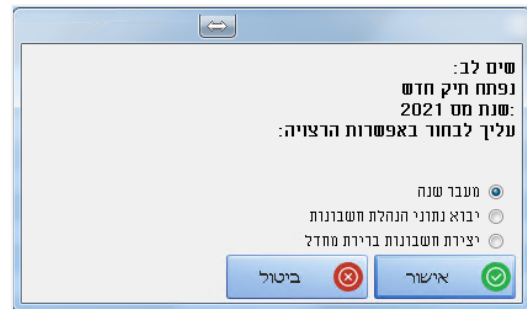 שים לב:
נפתח תיק חדש
שנת מס 2021:
עליך לבחור באפשרות הרצויה:
מעבר שנה
יבוא נתוני הנהלת חשבונות
יצירת חשבונות ברירת מחדל
אישור
ביטול